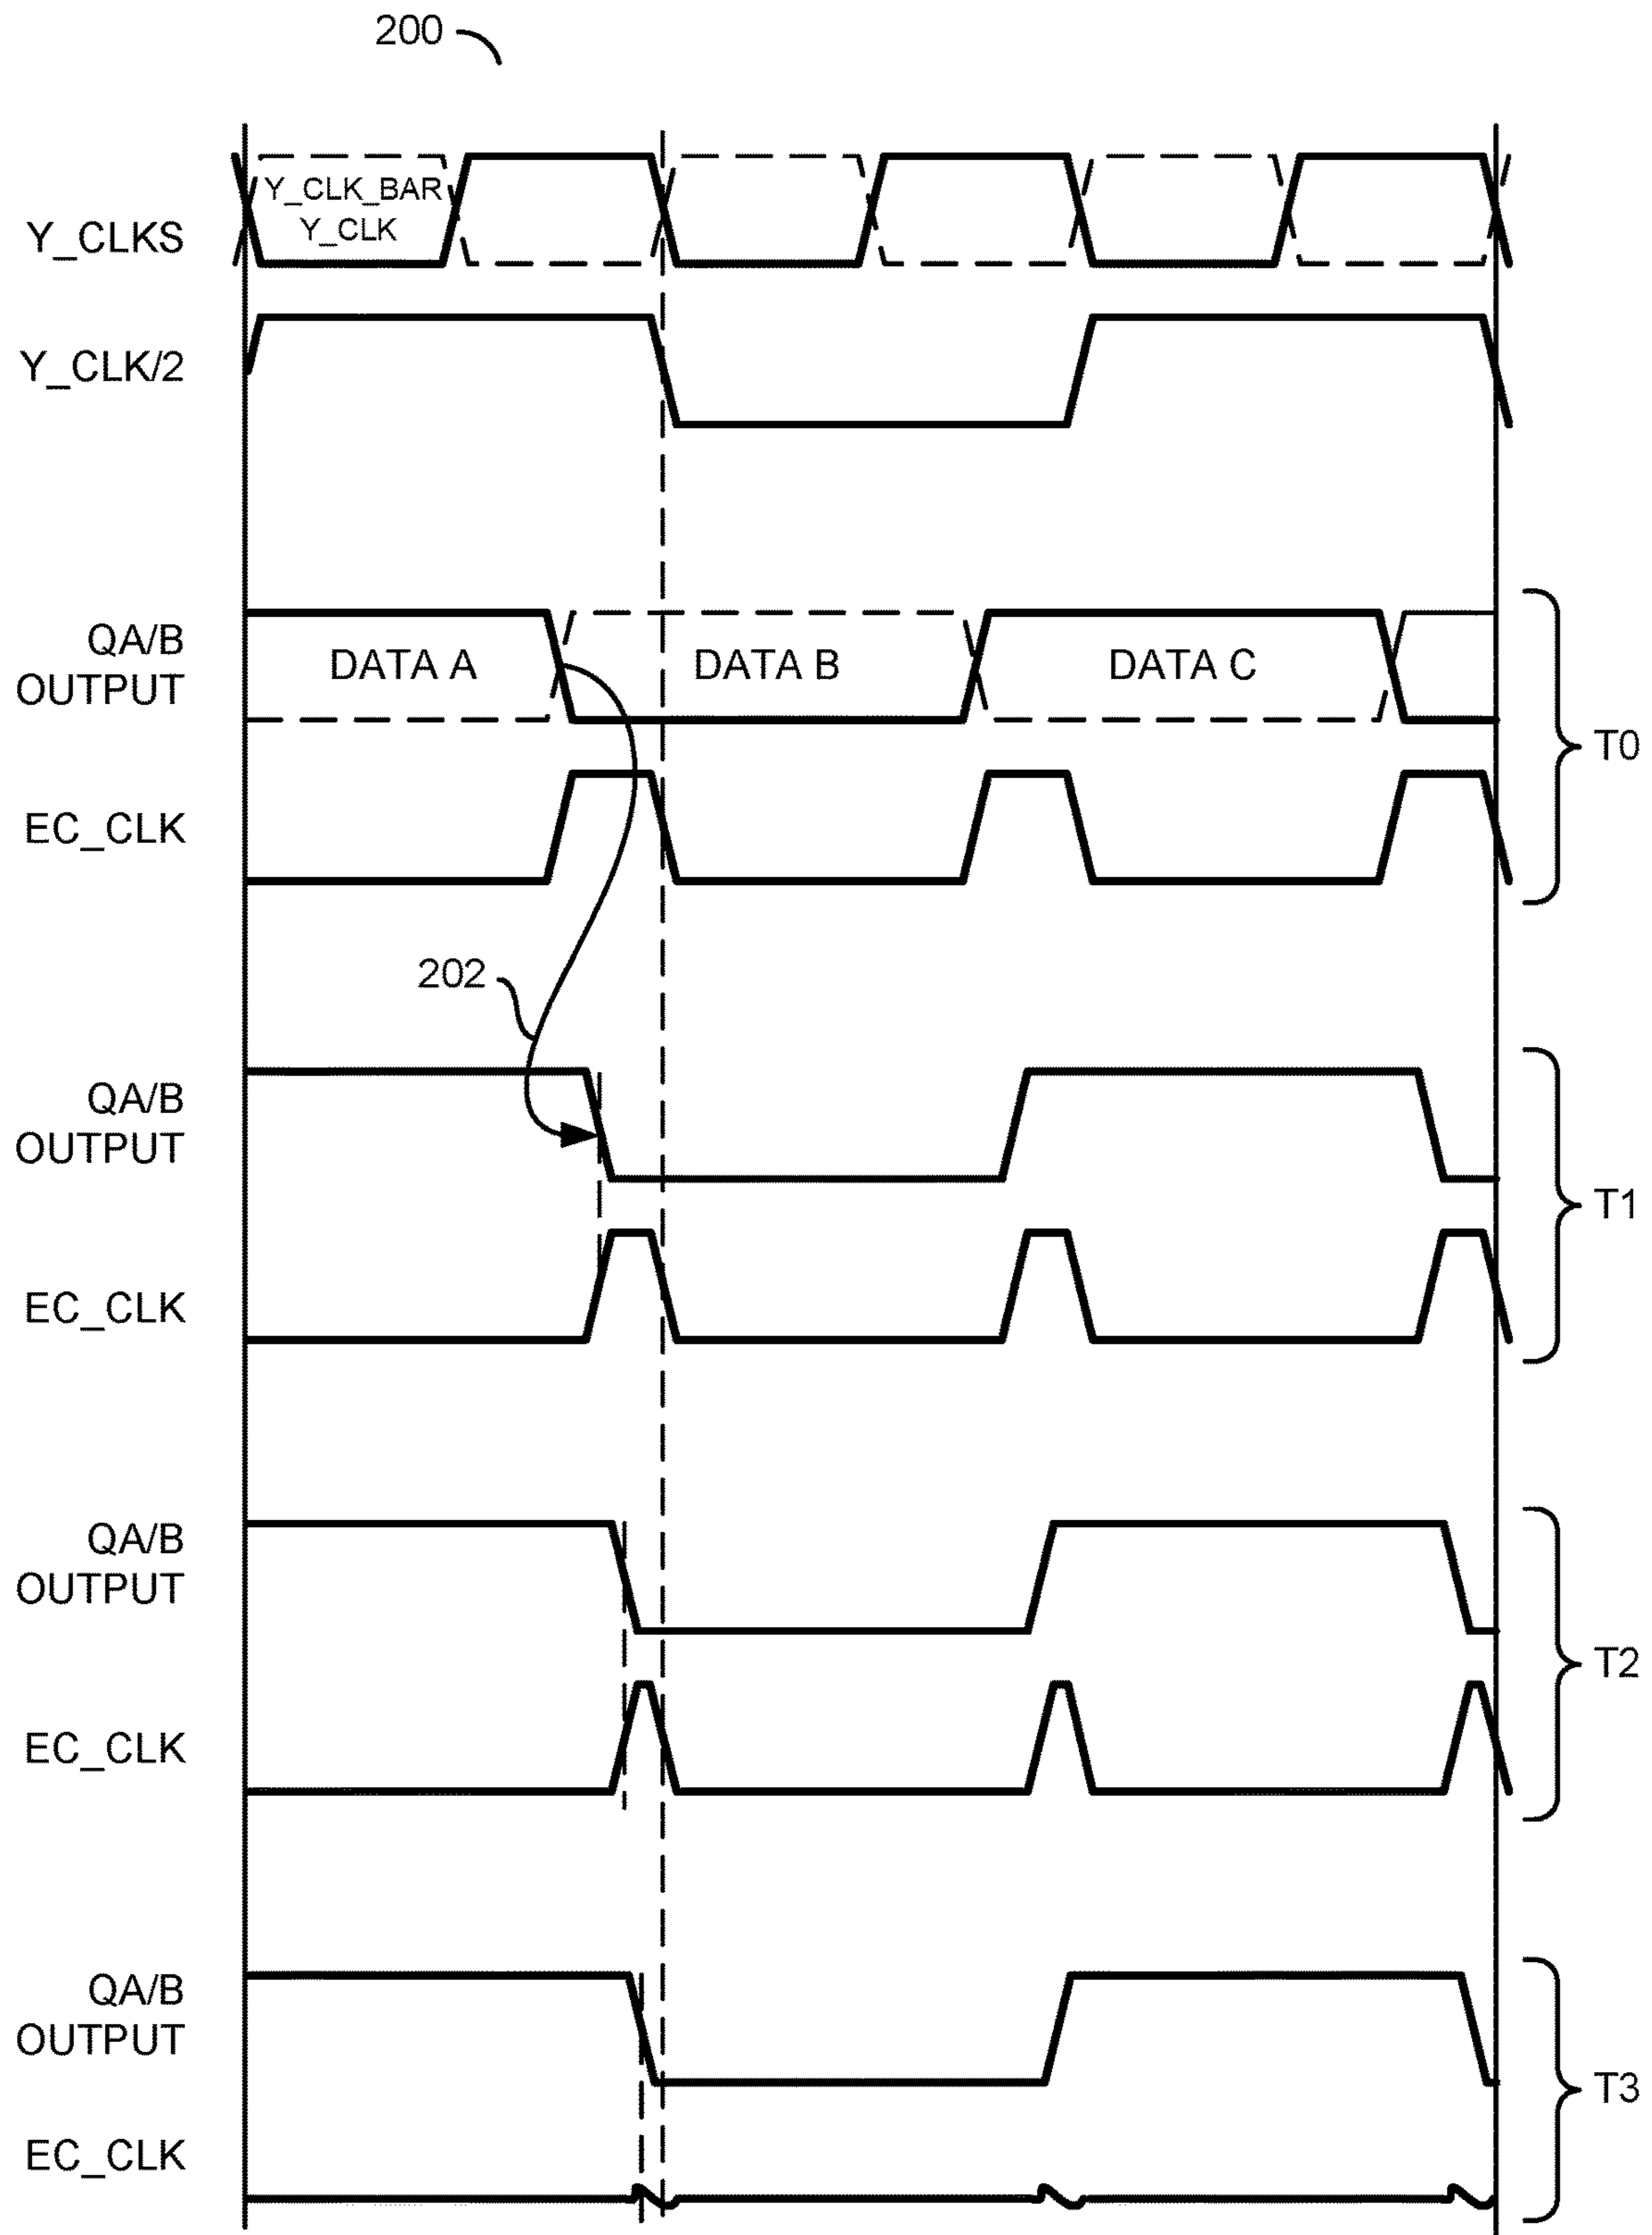 200
Y_CLKS
Y_CLK_BAR
Y_CLK
Y_CLK/2
QA/B
OUTPUT
DATA A
DATA B
DATA C
T0
EC_CLK
202
QA/B
OUTPUT
T1
EC_CLK
QA/B
OUTPUT
T2
EC_CLK
QA/B
OUTPUT
T3
EC_CLK